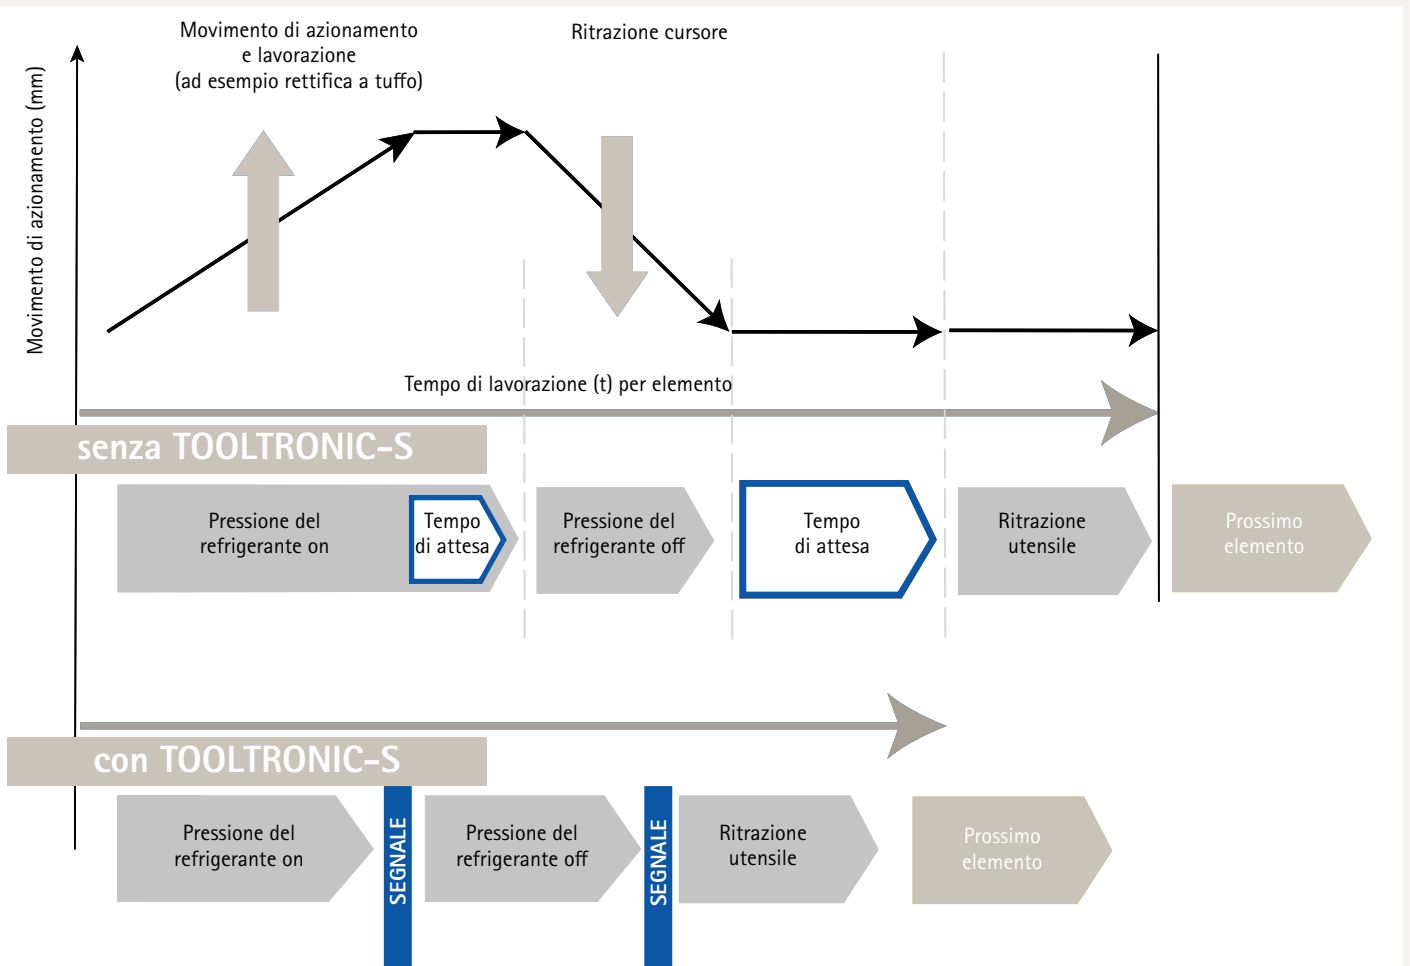 Movimento di azionamento
e lavorazione
(ad esempio rettifica a tuffo)
Ritrazione cursore
Movimento di azionamento (mm)
Tempo di lavorazione (t) per elemento
senza TOOLTRONIC-S
Pressione del
refrigerante on
Tempo
di attesa
Pressione del
refrigerante off
Tempo
di attesa
Ritrazione
utensile
Prossimo
elemento
con TOOLTRONIC-S
Pressione del
refrigerante on
SEGNALE
Pressione del
refrigerante off
SEGNALE
Ritrazione
utensile
Prossimo
elemento